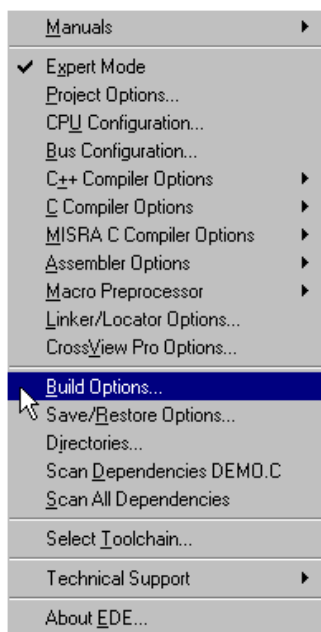 Manuals
Expert Mode
Project Options...
CPU Configuration...
Bus Configuration...
C++ Compiler Options
C Compiler Options
MISRA C Compiler Options
Assembler Options
Macro Preprocessor
Linker/Locator Options...
CrossView Pro Options...
Build Options...
Save/Restore Options...
Directories...
Scan Dependencies DEMO.C
Scan All Dependencies
Select Toolchain...
Technical Support
About EDE...